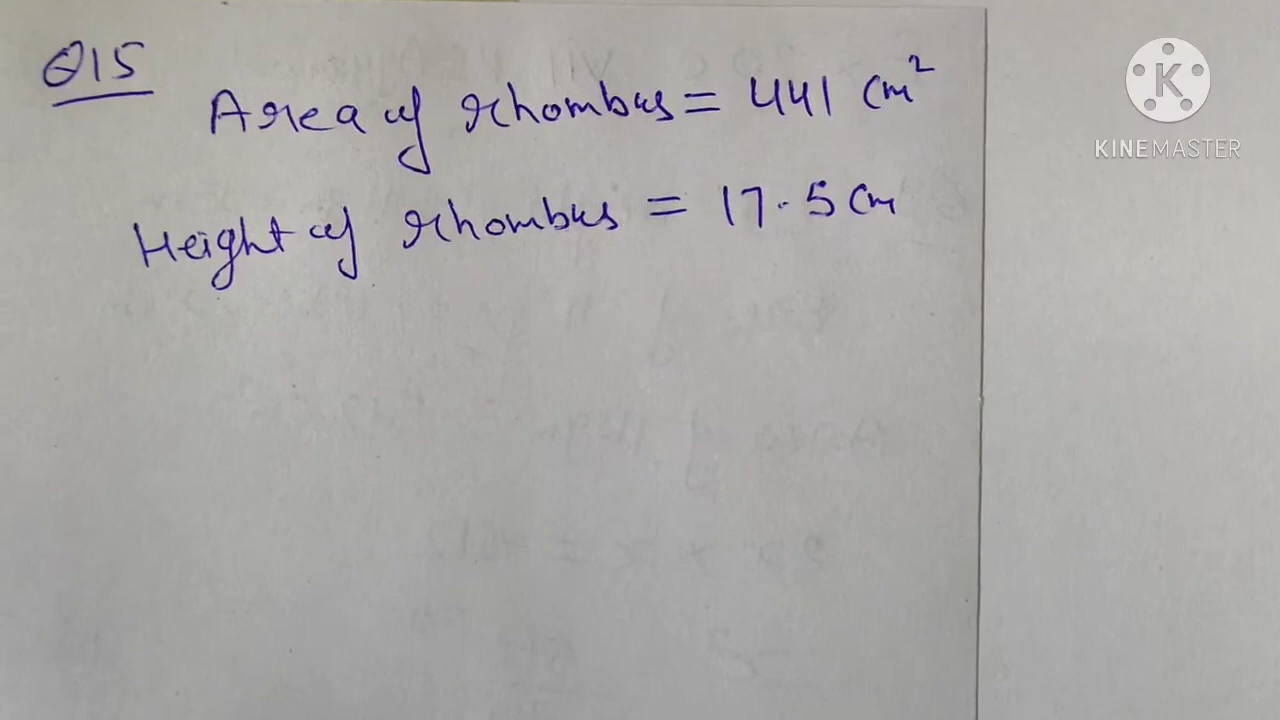 Q15
Area of rhombus = 441 cm²
Height of rhombus = 17.5 cm
K
KINEMASTER